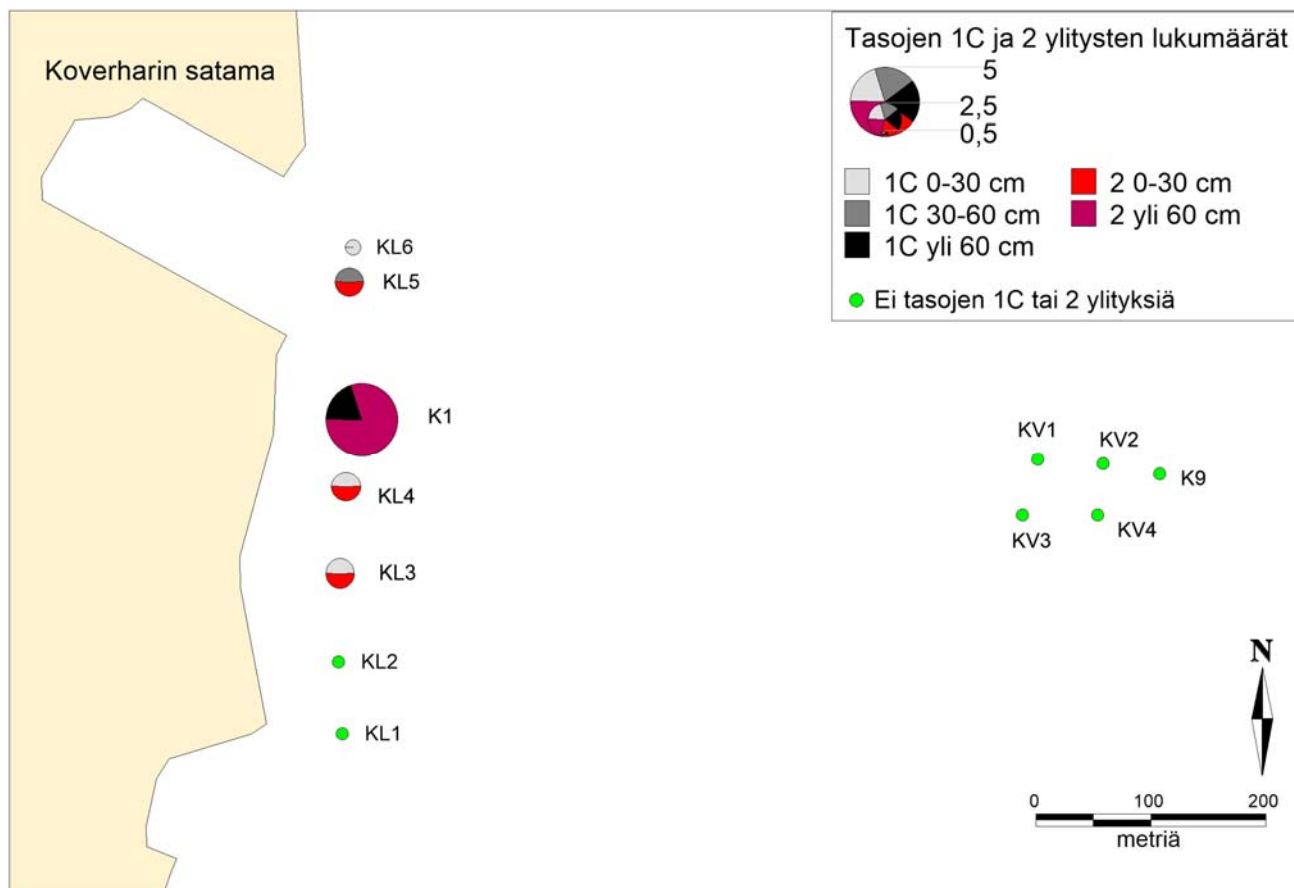 Koverharin satama
Tasojen 1C ja 2 ylitysten lukumäärät
5
2,5
0,5
1C 0-30 cm
2 0-30 cm
1C 30-60 cm
2 yli 60 cm
1C yli 60 cm
Ei tasojen 1C tai 2 ylityksiä
KL6
KL5
K1
KL4
KL3
KL2
KL1
KV1
KV2
K9
KV3
KV4
N
0 100 200
metriä